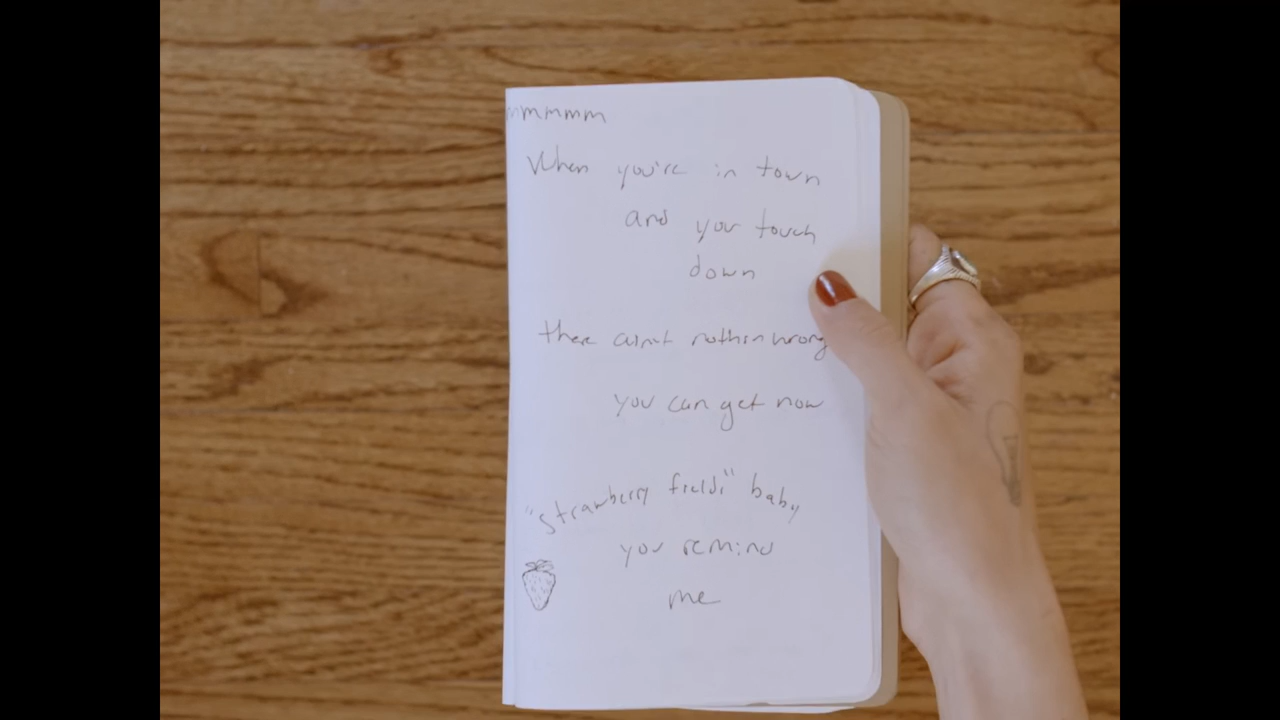 mmmmm
When you're in town
and you touch
down
there aint nothin wrong
you can get now
"strawberry fields" baby
you remind
me